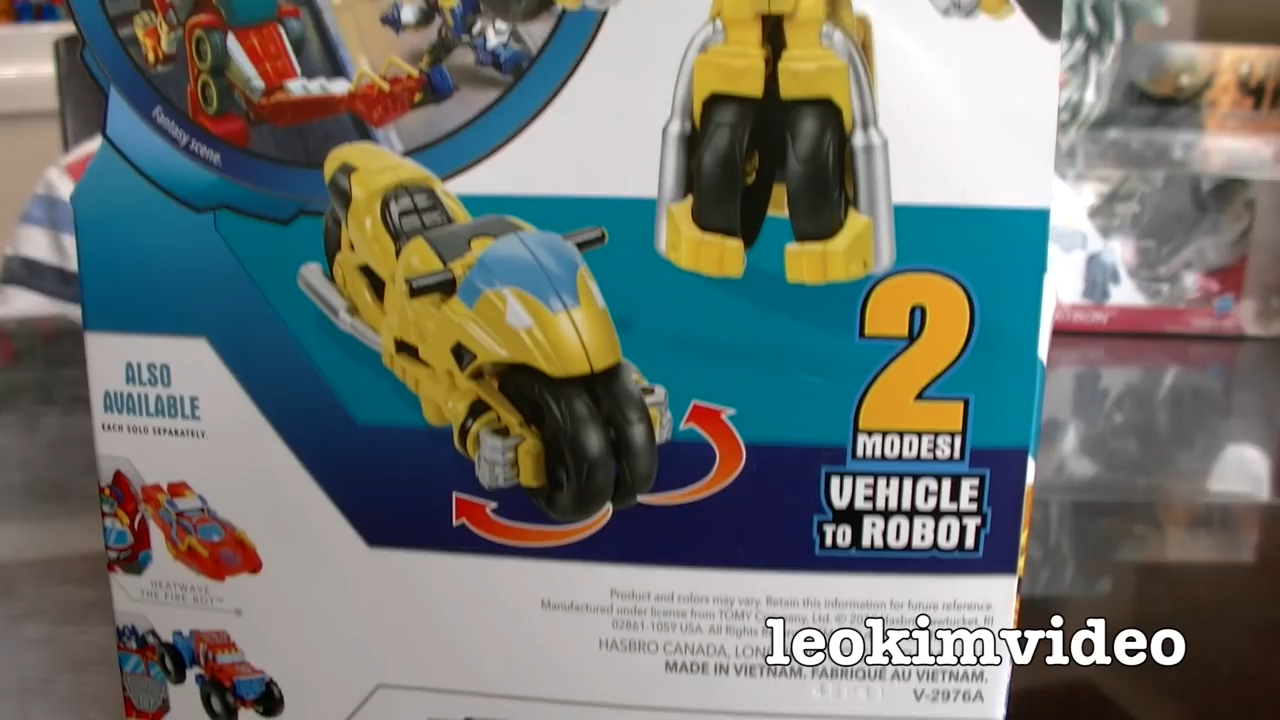 Fantasy scene.
2
MODES!
VEHICLE
TO ROBOT
ALSO
AVAILABLE
EACH SOLD SEPARATELY.
HEATWAVE
THE FIRE-BOT™
Product and colors may vary. Retain this information for future reference.
Manufactured under license from TOMY Company, Ltd. ©
02861-1059 USA. All Rights
HASBRO CANADA,
MADE IN VIETNAM. FABRIQUÉ AU VIETNAM.
V-2976A
leokimvideo